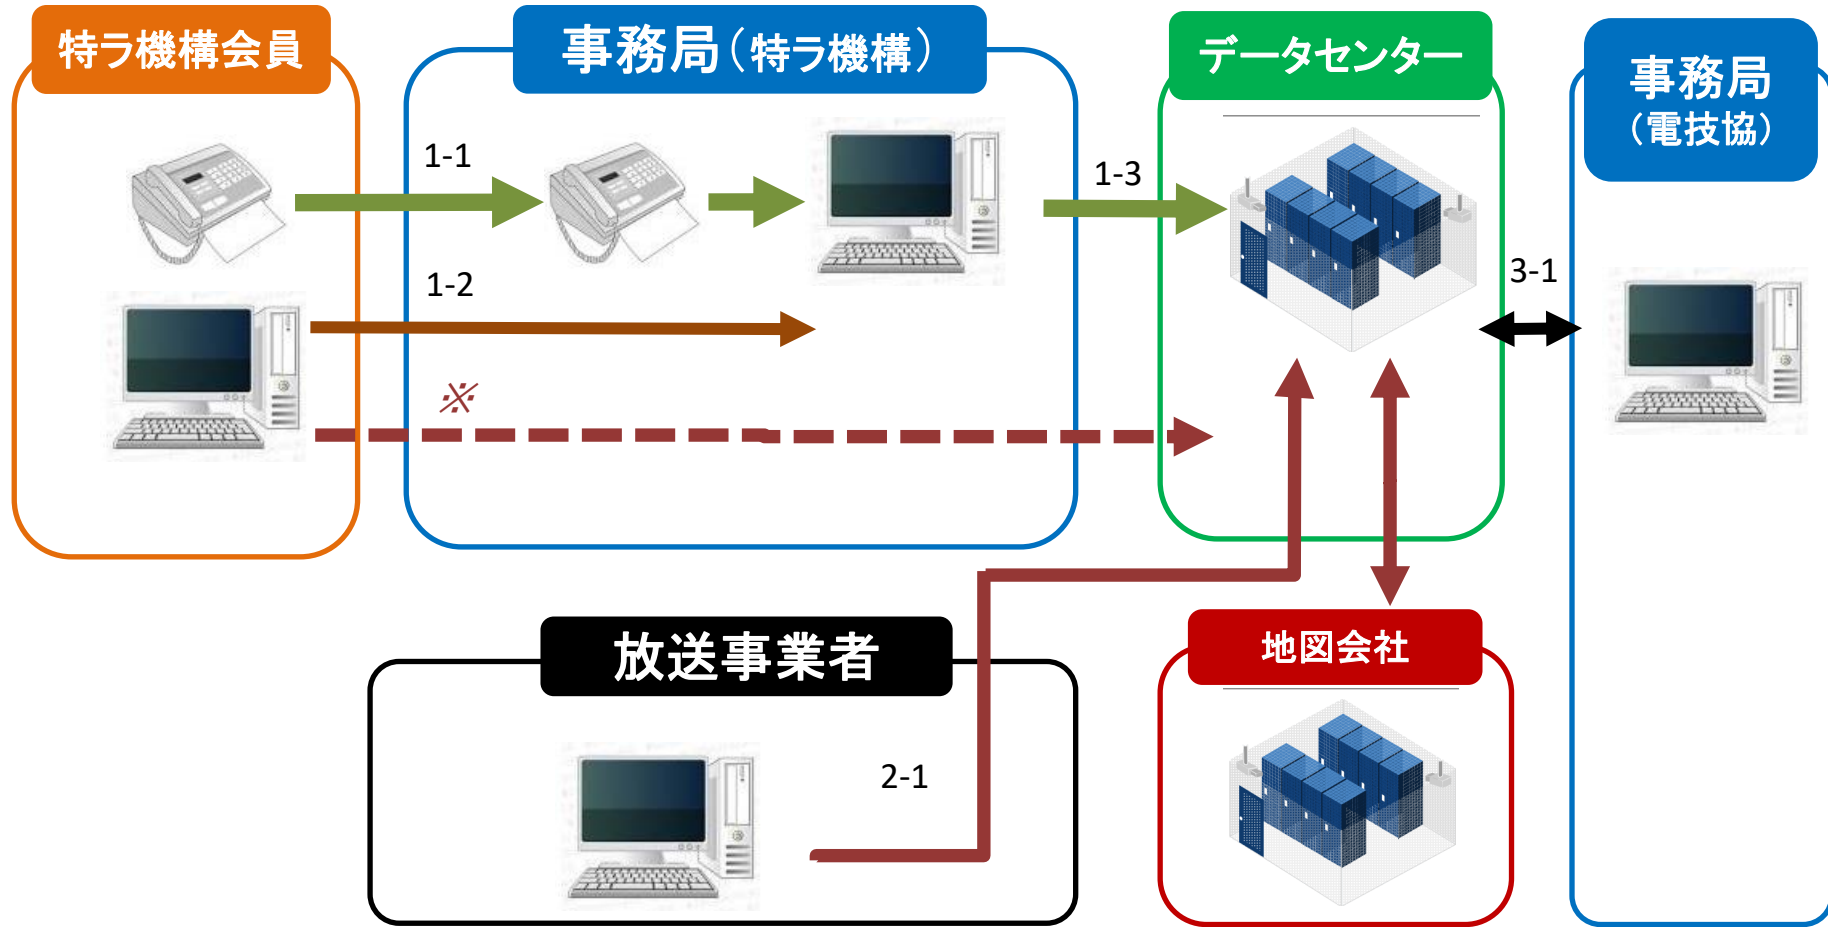 特ラ機構会員
事務局（特ラ機構）
データセンター
事務局
（電技協）
1-1
1-2
1-3
3-1
※
放送事業者
2-1
地図会社